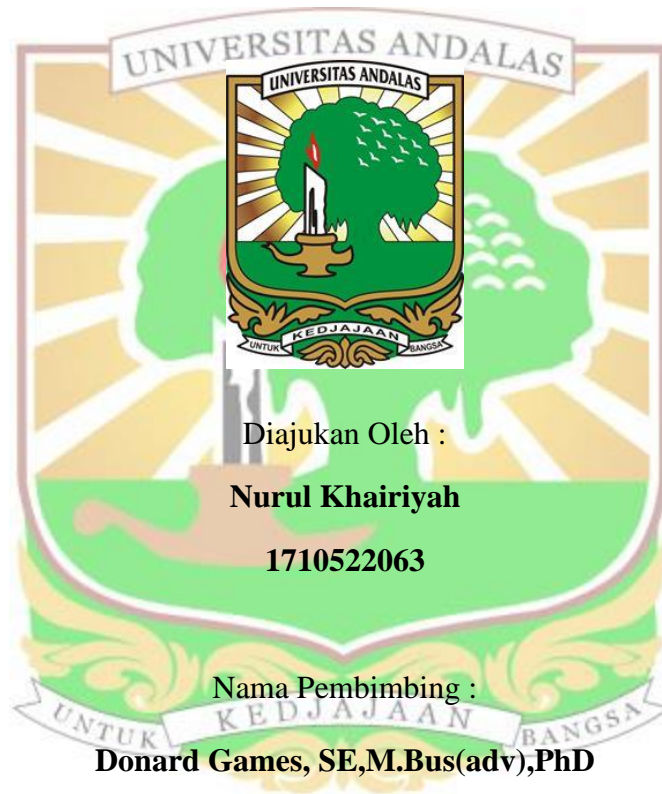 UNIVERSITAS ANDALAS
UNIVERSITAS ANDALAS
UNTUK KEDJAJAAN BANGSA
Diajukan Oleh :
Nurul Khairiyah
1710522063
Nama Pembimbing :
UNTUK KEDJAJAAN BANGSA
Donard Games, SE,M.Bus(adv),PhD